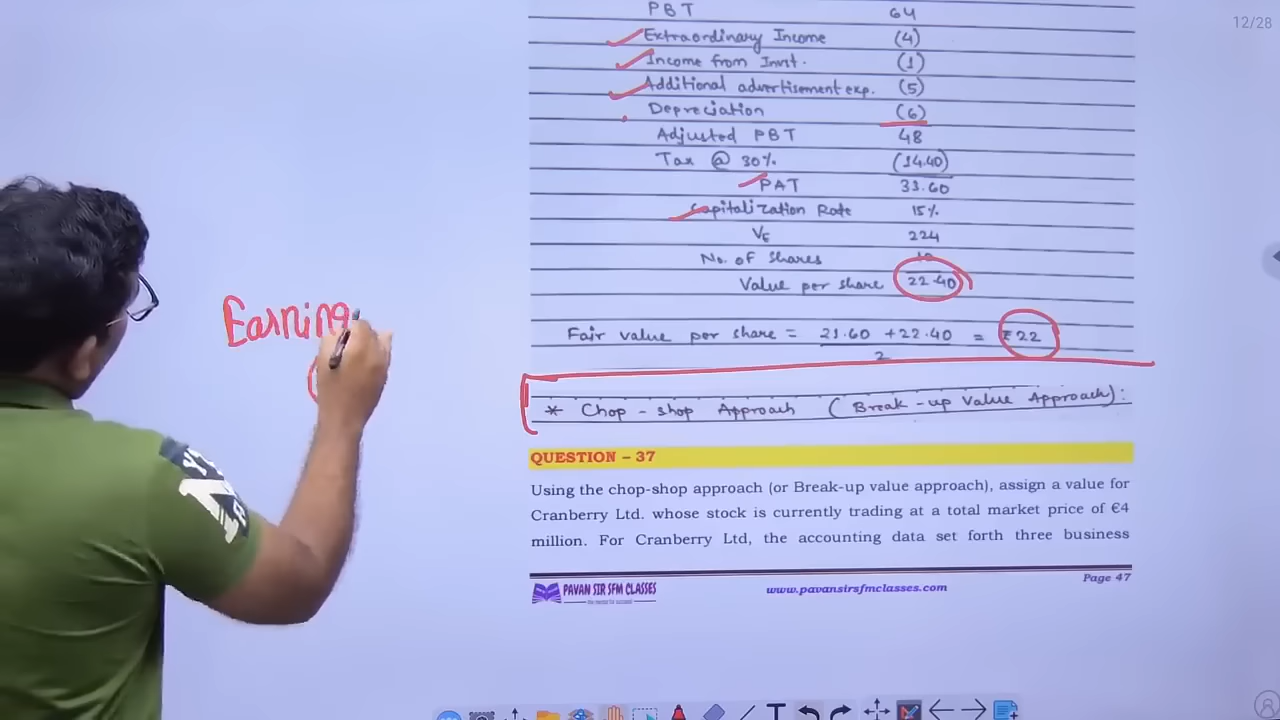 12/28
PBT 64
Extraordinary Income (4)
Income from Invt. (1)
Additional advertisement exp. (5)
Depreciation (6)
Adjusted PBT 48
Tax @ 30% (14.40)
PAT 33.60
Capitalization Rate 15%
VE 224
No. of Shares 10
Value per share 22.40
Fair value per share = 21.60 + 22.40 = ₹22
2
Earning
* Chop-shop Approach (Break-up Value Approach):
QUESTION – 37
Using the chop-shop approach (or Break-up value approach), assign a value for
Cranberry Ltd. whose stock is currently trading at a total market price of €4
million. For Cranberry Ltd, the accounting data set forth three business
PAVAN SIR SFM CLASSES
www.pavansirsfmclasses.com
Page 47